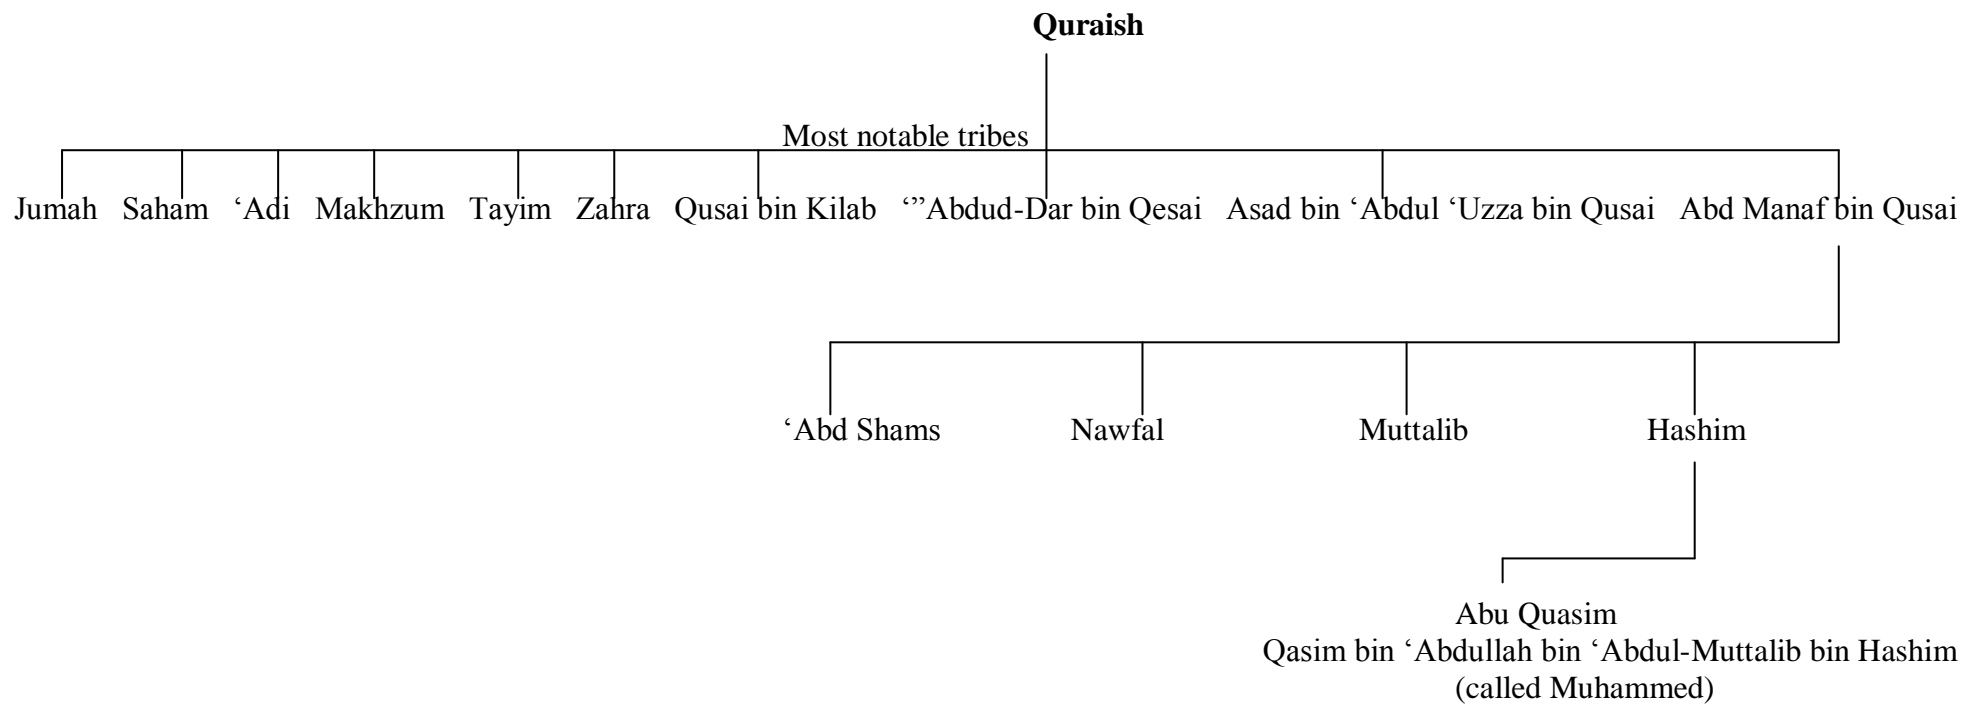 Quraish
Most notable tribes
Jumah Saham ‘Adi Makhzum Tayim Zahra Qusai bin Kilab ‘”Abdud-Dar bin Qesai Asad bin ‘Abdul ‘Uzza bin Qusai Abd Manaf bin Qusai
‘Abd Shams Nawfal Muttalib Hashim
Abu Quasim
Qasim bin ‘Abdullah bin ‘Abdul-Muttalib bin Hashim
(called Muhammed)